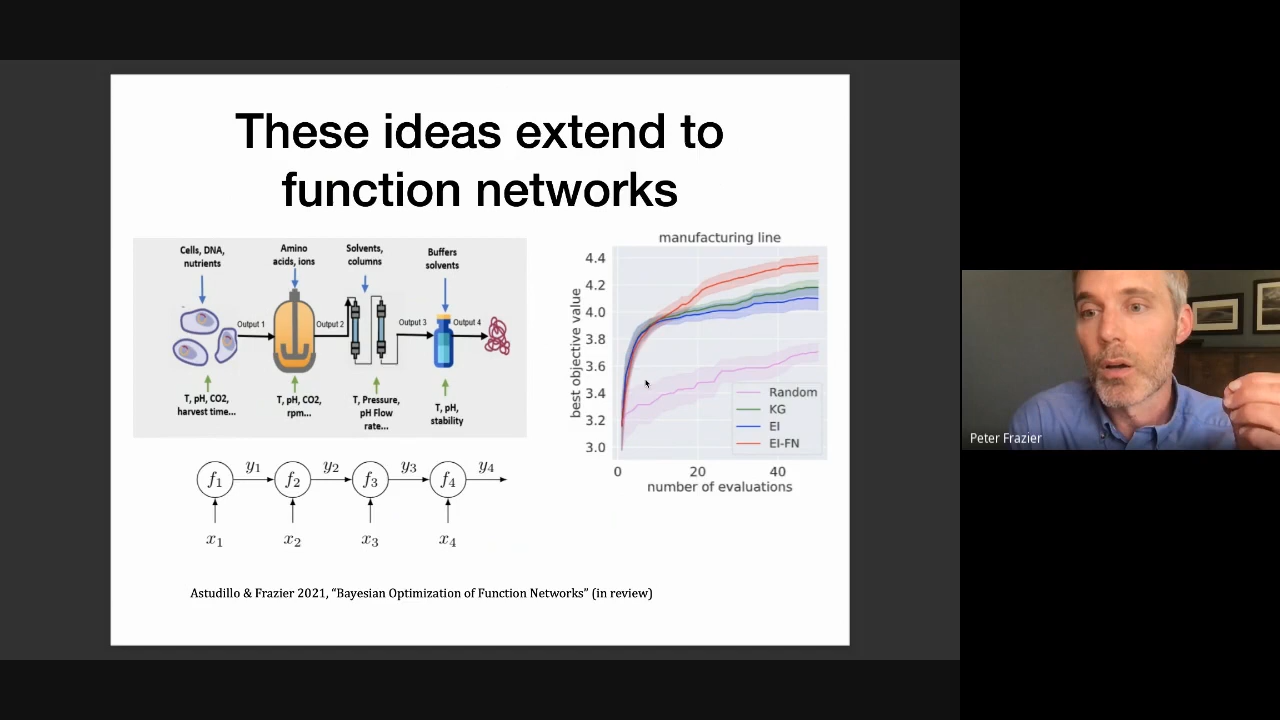 These ideas extend to
function networks
Cells, DNA,
nutrients
Amino
acids, ions
Solvents,
columns
Buffers
solvents
Output 1
Output 2
Output 3
Output 4
T, pH, CO2,
harvest time...
T, pH, CO2,
rpm...
T, Pressure,
pH Flow
rate...
T, pH,
stability
f1 y1 f2 y2 f3 y3 f4 y4
x1 x2 x3 x4
manufacturing line
best objective value
4.4
4.2
4.0
3.8
3.6
3.4
3.2
3.0
Random
KG
EI
EI-FN
0 20 40
number of evaluations
Astudillo & Frazier 2021, “Bayesian Optimization of Function Networks” (in review)
Peter Frazier